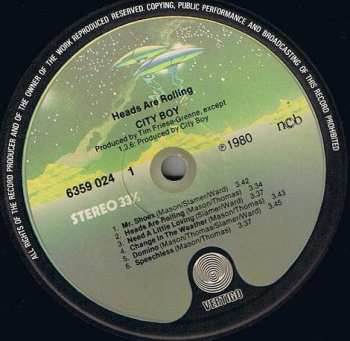 ALL RIGHTS OF THE RECORD PRODUCER AND OF THE OWNER OF THE WORK REPRODUCED RESERVED. COPYING, PUBLIC PERFORMANCE AND BROADCASTING OF THIS RECORD PROHIBITED
Heads Are Rolling
CITY BOY
Produced by Tim Friese-Greene, except
1,3,6: Produced by City Boy
6359 024 1
℗ 1980
ncb
STEREO 33⅓
1. Mr. Shoes (Mason/Slamer/Ward) 3.42
2. Heads Are Rolling (Mason/Thomas) 3.43
3. Need A Little Loving (Slamer/Ward) 3.34
4. Change In The Weather (Mason/Thomas)
5. Domino (Mason/Slamer/Ward) 3.45
6. Speechless (Mason/Thomas) 3.37
VERTIGO